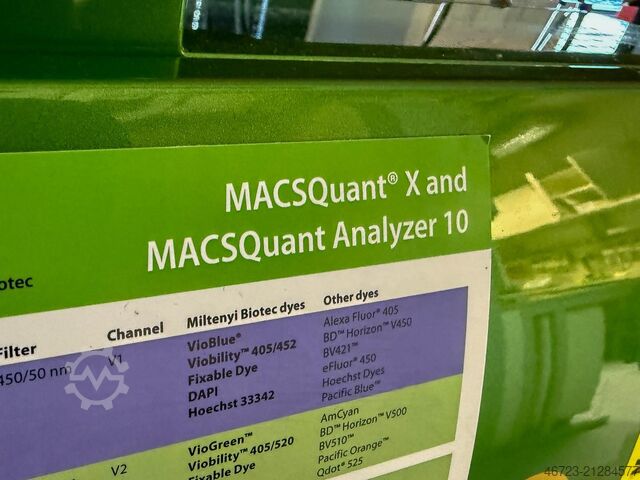 MACSQuant® X and
MACSQuant Analyzer 10
iotec
Filter
Channel
Miltenyi Biotec dyes
Other dyes
450/50 nm
V1
VioBlue®
Viobility™ 405/452
Fixable Dye
DAPI
Hoechst 33342
Alexa Fluor® 405
BD™ Horizon™ V450
BV421™
eFluor® 450
Hoechst Dyes
Pacific Blue™
V2
VioGreen™
Viobility™ 405/520
Fixable Dye
AmCyan
BD™ Horizon™ V500
BV510™
Pacific Orange™
Qdot® 525
46723-21284577